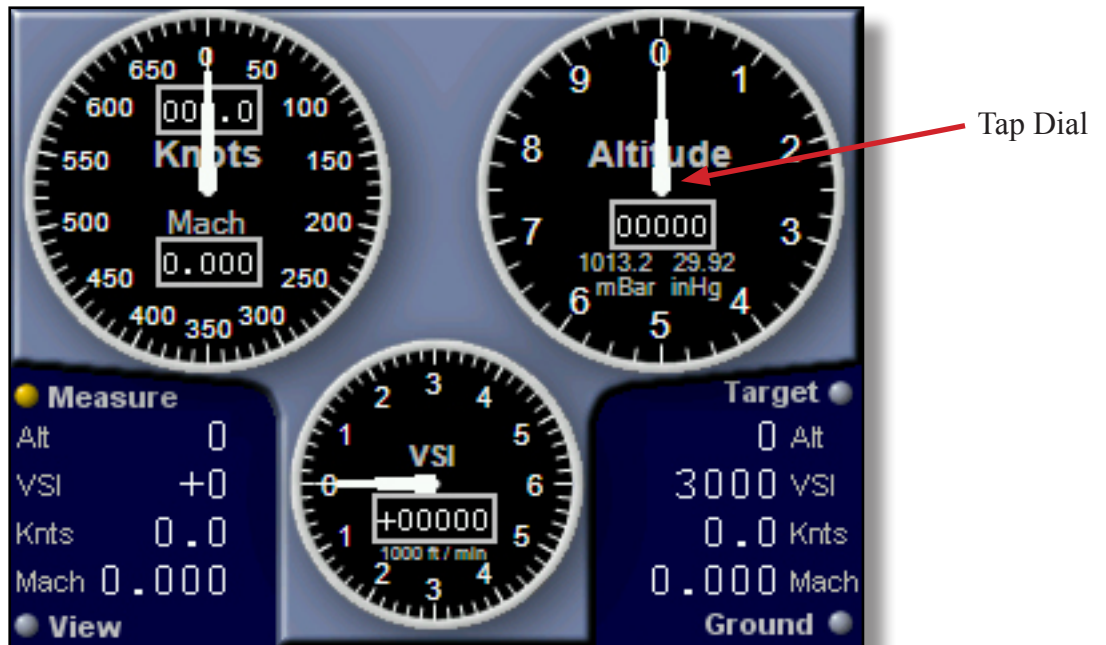 0
50
100
150
200
250
300
350
400
450
500
550
600
650
00 .0
Knots
Mach
0.000
0
1
2
3
4
5
6
7
8
9
Altitude
00000
1013.2 29.92
mBar inHg
Tap Dial
Measure
Alt 0
VSI +0
Knts 0.0
Mach 0.000
View
0
1
2
3
4
5
6
5
4
3
2
1
VSI
+00000
1000 ft / min
Target
0 Alt
3000 VSI
0.0 Knts
0.000 Mach
Ground